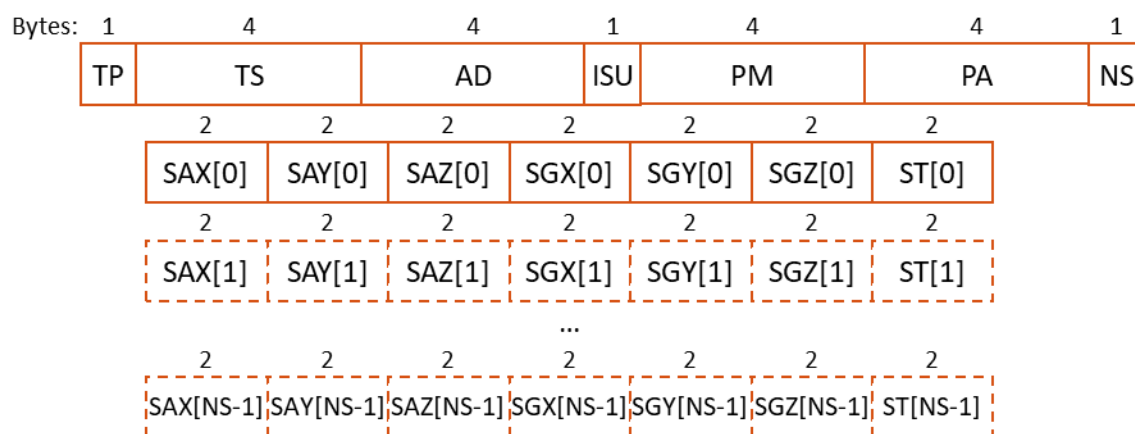 Bytes: 1 4 4 1 4 4 1
TP TS AD ISU PM PA NS
2 2 2 2 2 2 2
SAX[0] SAY[0] SAZ[0] SGX[0] SGY[0] SGZ[0] ST[0]
2 2 2 2 2 2 2
SAX[1] SAY[1] SAZ[1] SGX[1] SGY[1] SGZ[1] ST[1]
...
2 2 2 2 2 2 2
SAX[NS-1] SAY[NS-1] SAZ[NS-1] SGX[NS-1] SGY[NS-1] SGZ[NS-1] ST[NS-1]